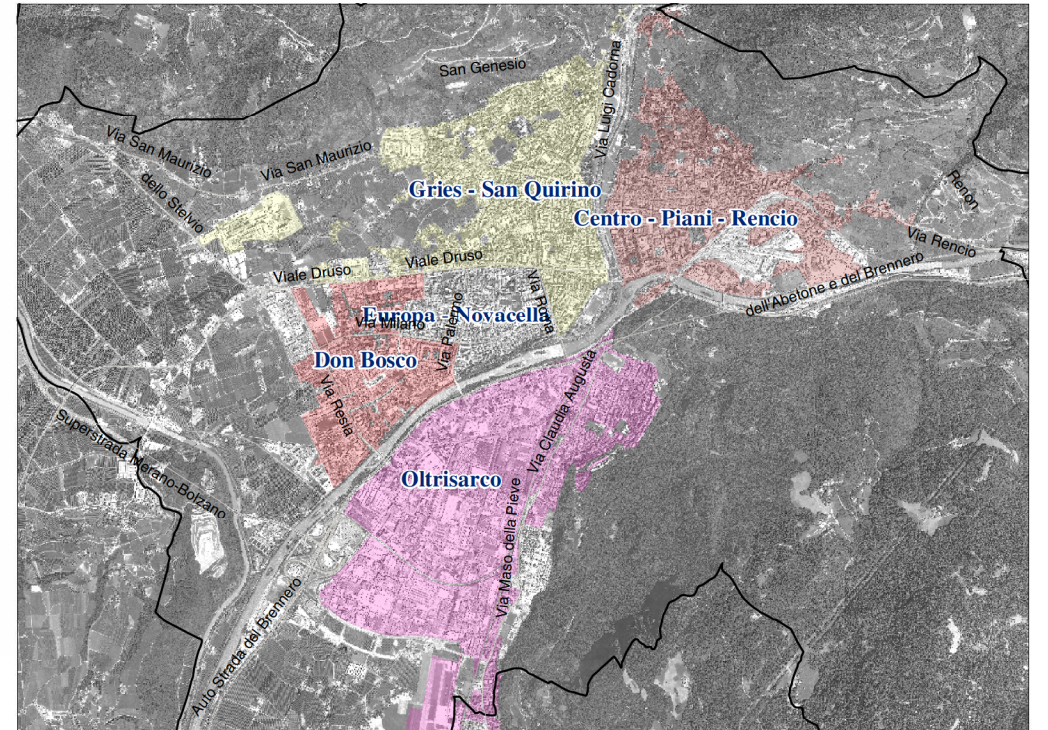 San Genesio
Via Luigi Cadorna
Via San Maurizio
Via San Maurizio
dello Stelvio
Gries - San Quirino
Centro - Piani - Rencio
Renon
Via Rencio
Viale Druso
Viale Druso
dell'Abetone e del Brennero
Via Roma
Europa - Novacella
Via Milano
Via Palermo
Don Bosco
Via Resia
Via Claudia Augusta
Superstrada Merano-Bolzano
Oltrisarco
Via Maso della Pieve
Auto Strada del Brennero